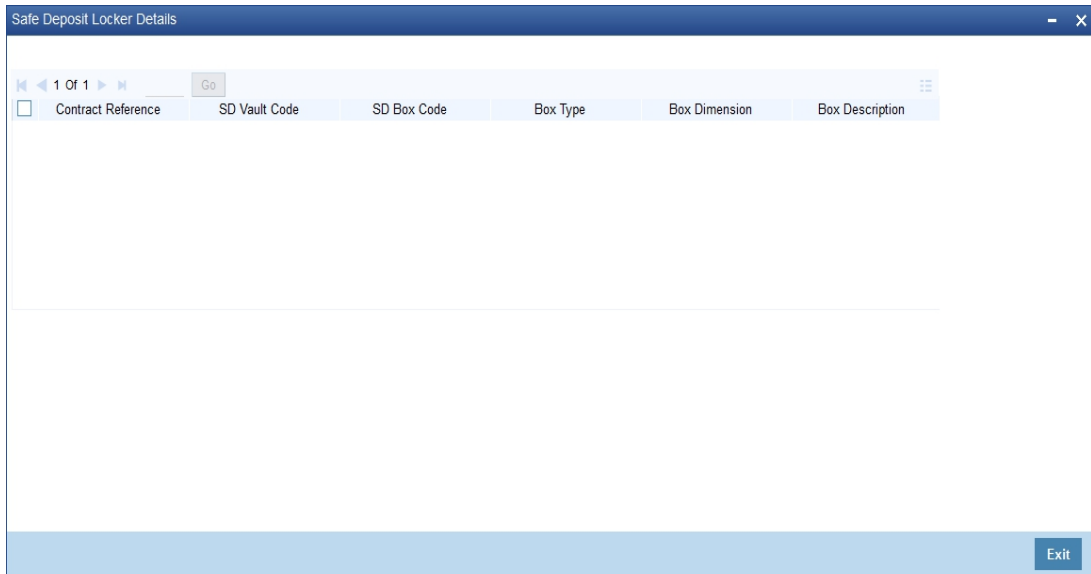 Safe Deposit Locker Details
1 Of 1 Go
Contract Reference SD Vault Code SD Box Code Box Type Box Dimension Box Description
Exit